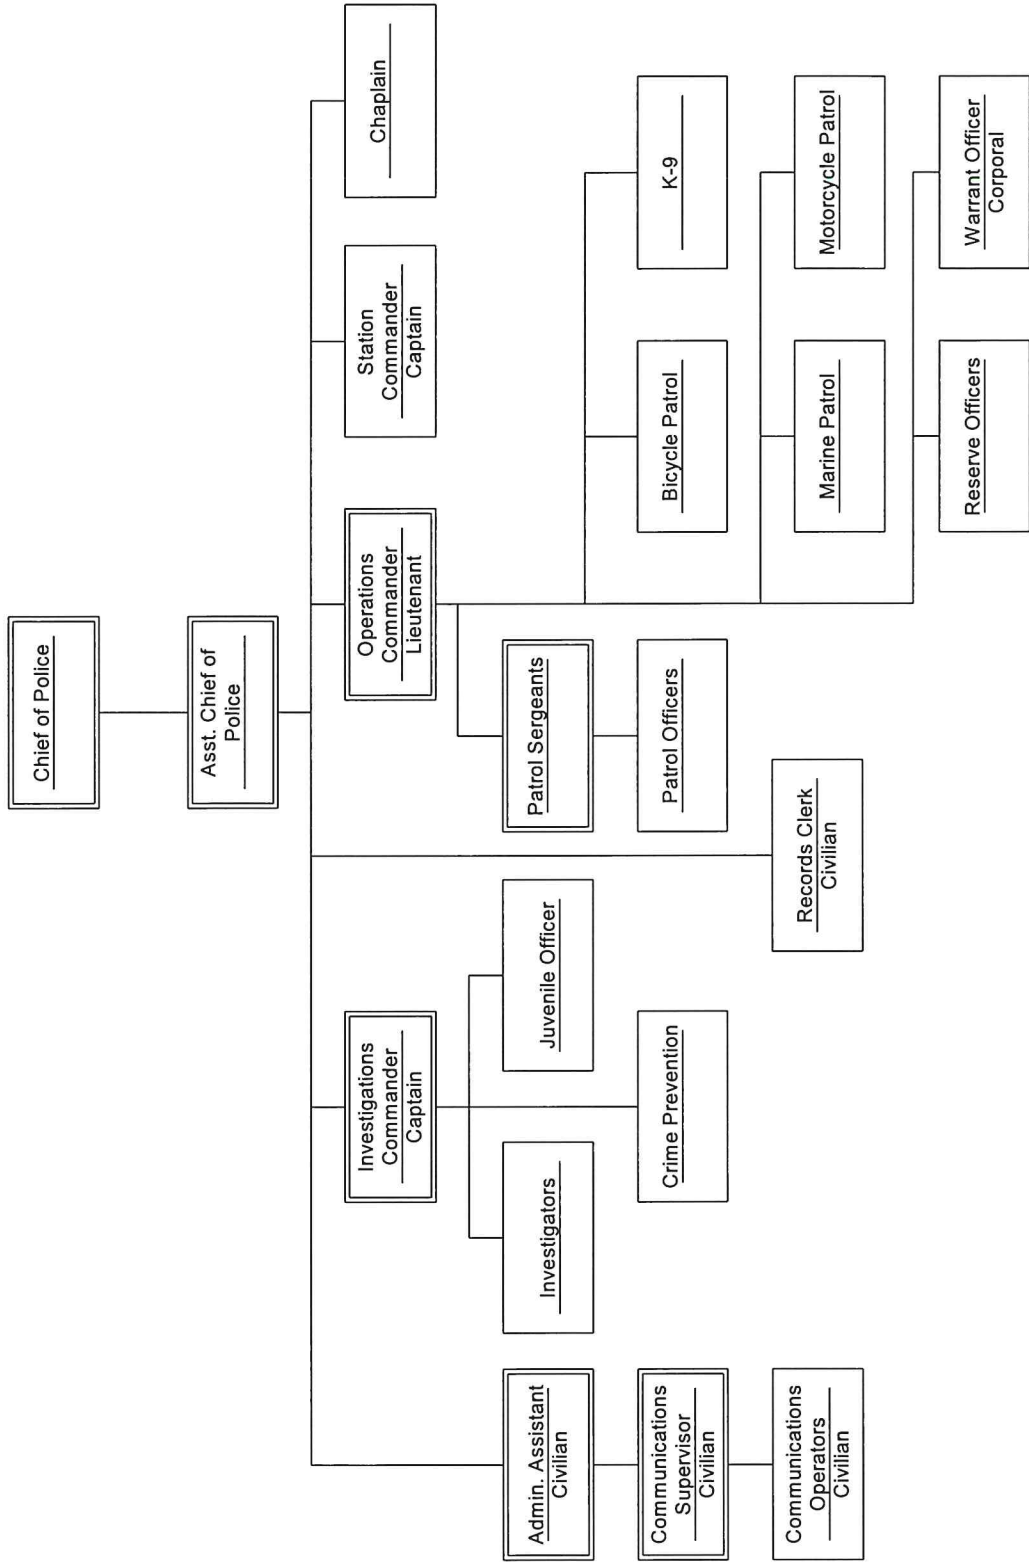 Chief of Police
Asst. Chief of
Police
Admin. Assistant
Civilian
Communications
Supervisor
Civilian
Communications
Operators
Civilian
Investigations
Commander
Captain
Investigators
Juvenile Officer
Crime Prevention
Records Clerk
Civilian
Operations
Commander
Lieutenant
Patrol Sergeants
Patrol Officers
Bicycle Patrol
K-9
Marine Patrol
Motorcycle Patrol
Reserve Officers
Warrant Officer
Corporal
Station
Commander
Captain
Chaplain